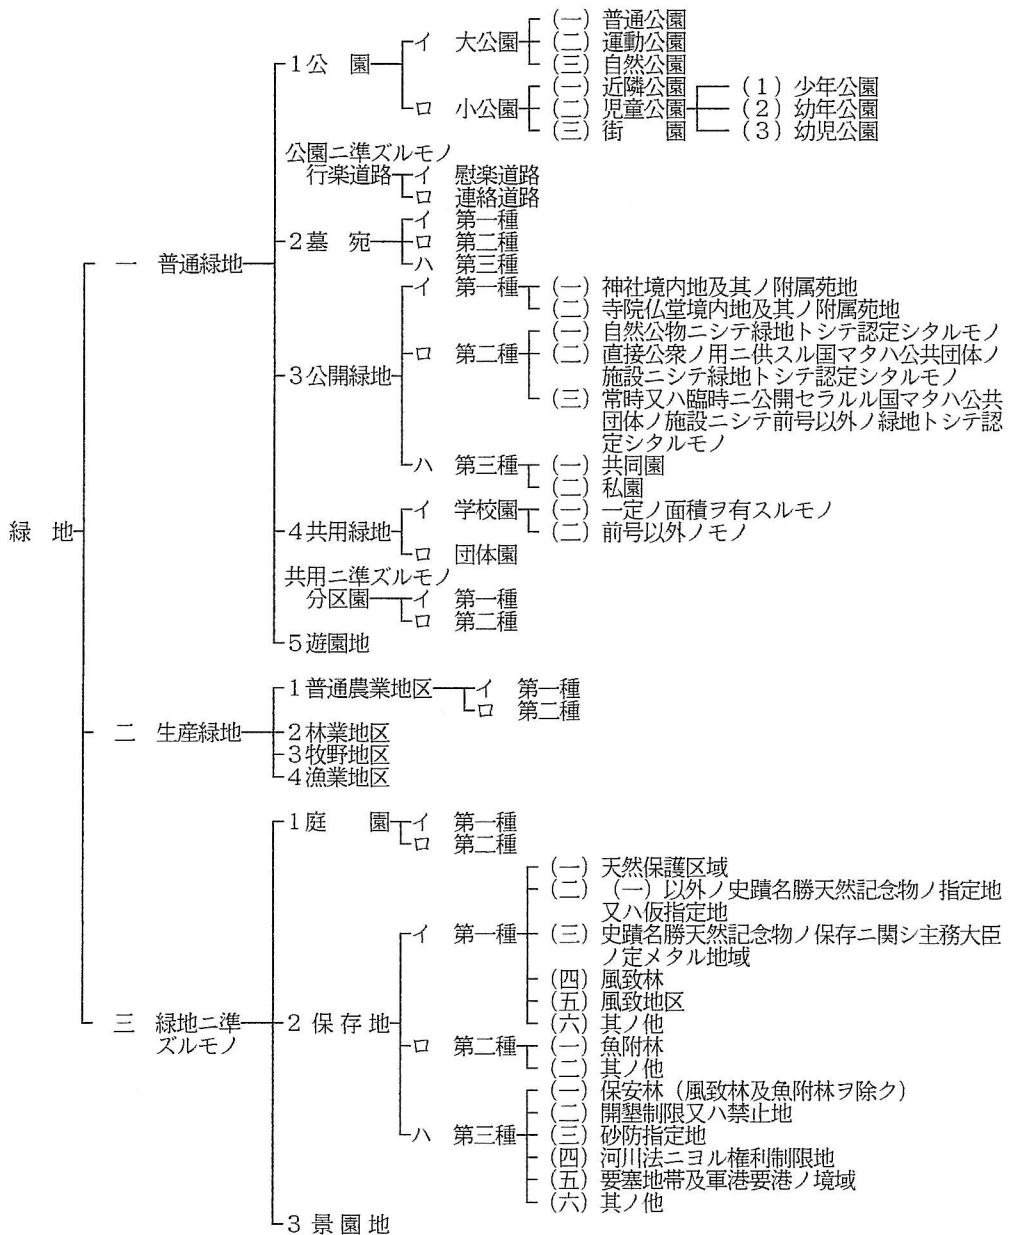 （一）普通公園
イ　大公園（二）運動公園
（三）自然公園
1公　園
（一）近隣公園　（1）少年公園
ロ　小公園（二）児童公園　（2）幼年公園
（三）街　　園　（3）幼児公園
公園ニ準ズルモノ
行楽道路　イ　慰楽道路
ロ　連絡道路
イ　第一種
2墓　宛　ロ　第二種
ハ　第三種
一　普通緑地
イ　第一種（一）神社境内地及其ノ附属苑地
（二）寺院仏堂境内地及其ノ附属苑地
（一）自然公物ニシテ緑地トシテ認定シタルモノ
ロ　第二種（二）直接公衆ノ用ニ供スル国マタハ公共団体ノ
施設ニシテ緑地トシテ認定シタルモノ
3公開緑地
（三）常時又ハ臨時ニ公開セラルル国マタハ公共
団体ノ施設ニシテ前号以外ノ緑地トシテ認
定シタルモノ
ハ　第三種（一）共同園
（二）私園
イ　学校園（一）一定ノ面積ヲ有スルモノ
緑　地
4共用緑地（二）前号以外ノモノ
ロ　団体園
共用ニ準ズルモノ
分区園　イ　第一種
ロ　第二種
5遊園地
1普通農業地区　イ　第一種
ロ　第二種
二　生産緑地　2林業地区
3牧野地区
4漁業地区
1庭　　園　イ　第一種
ロ　第二種
（一）天然保護区域
（二）（一）以外ノ史蹟名勝天然記念物ノ指定地
又ハ仮指定地
イ　第一種（三）史蹟名勝天然記念物ノ保存ニ関シ主務大臣
ノ定メタル地域
（四）風致林
（五）風致地区
三　緑地ニ準　2保存地（六）其ノ他
ズルモノ　ロ　第二種（一）魚附林
（二）其ノ他
（一）保安林（風致林及魚附林ヲ除ク）
（二）開墾制限又ハ禁止地
ハ　第三種（三）砂防指定地
（四）河川法ニヨル権利制限地
（五）要塞地帯及軍港要港ノ境域
（六）其ノ他
3景園地